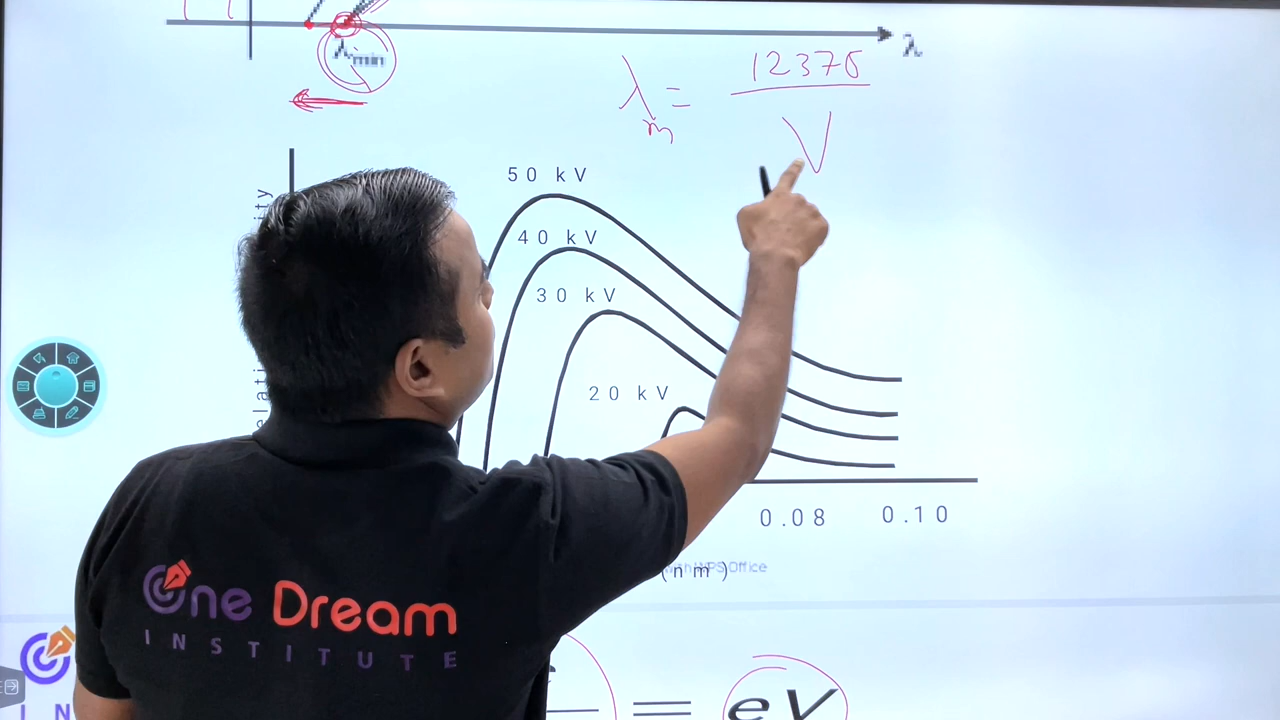 λmin
λ
λm = 12376 / V
50 kV
40 kV
30 kV
20 kV
0.08 0.10
(nm)
One Dream
INSTITUTE
= eV